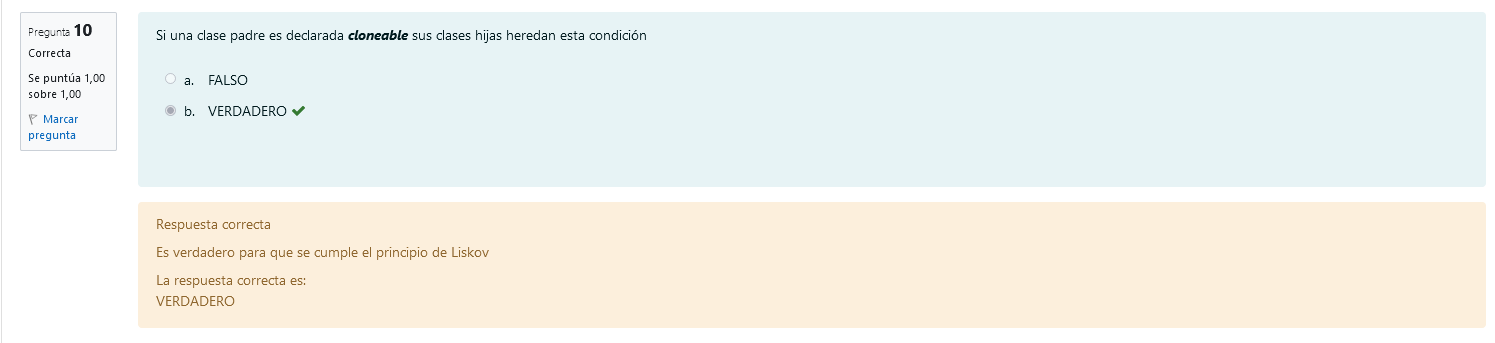 Pregunta 10
Correcta
Se puntúa 1,00
sobre 1,00
Marcar
pregunta
Si una clase padre es declarada cloneable sus clases hijas heredan esta condición
a. FALSO
b. VERDADERO
Respuesta correcta
Es verdadero para que se cumple el principio de Liskov
La respuesta correcta es:
VERDADERO